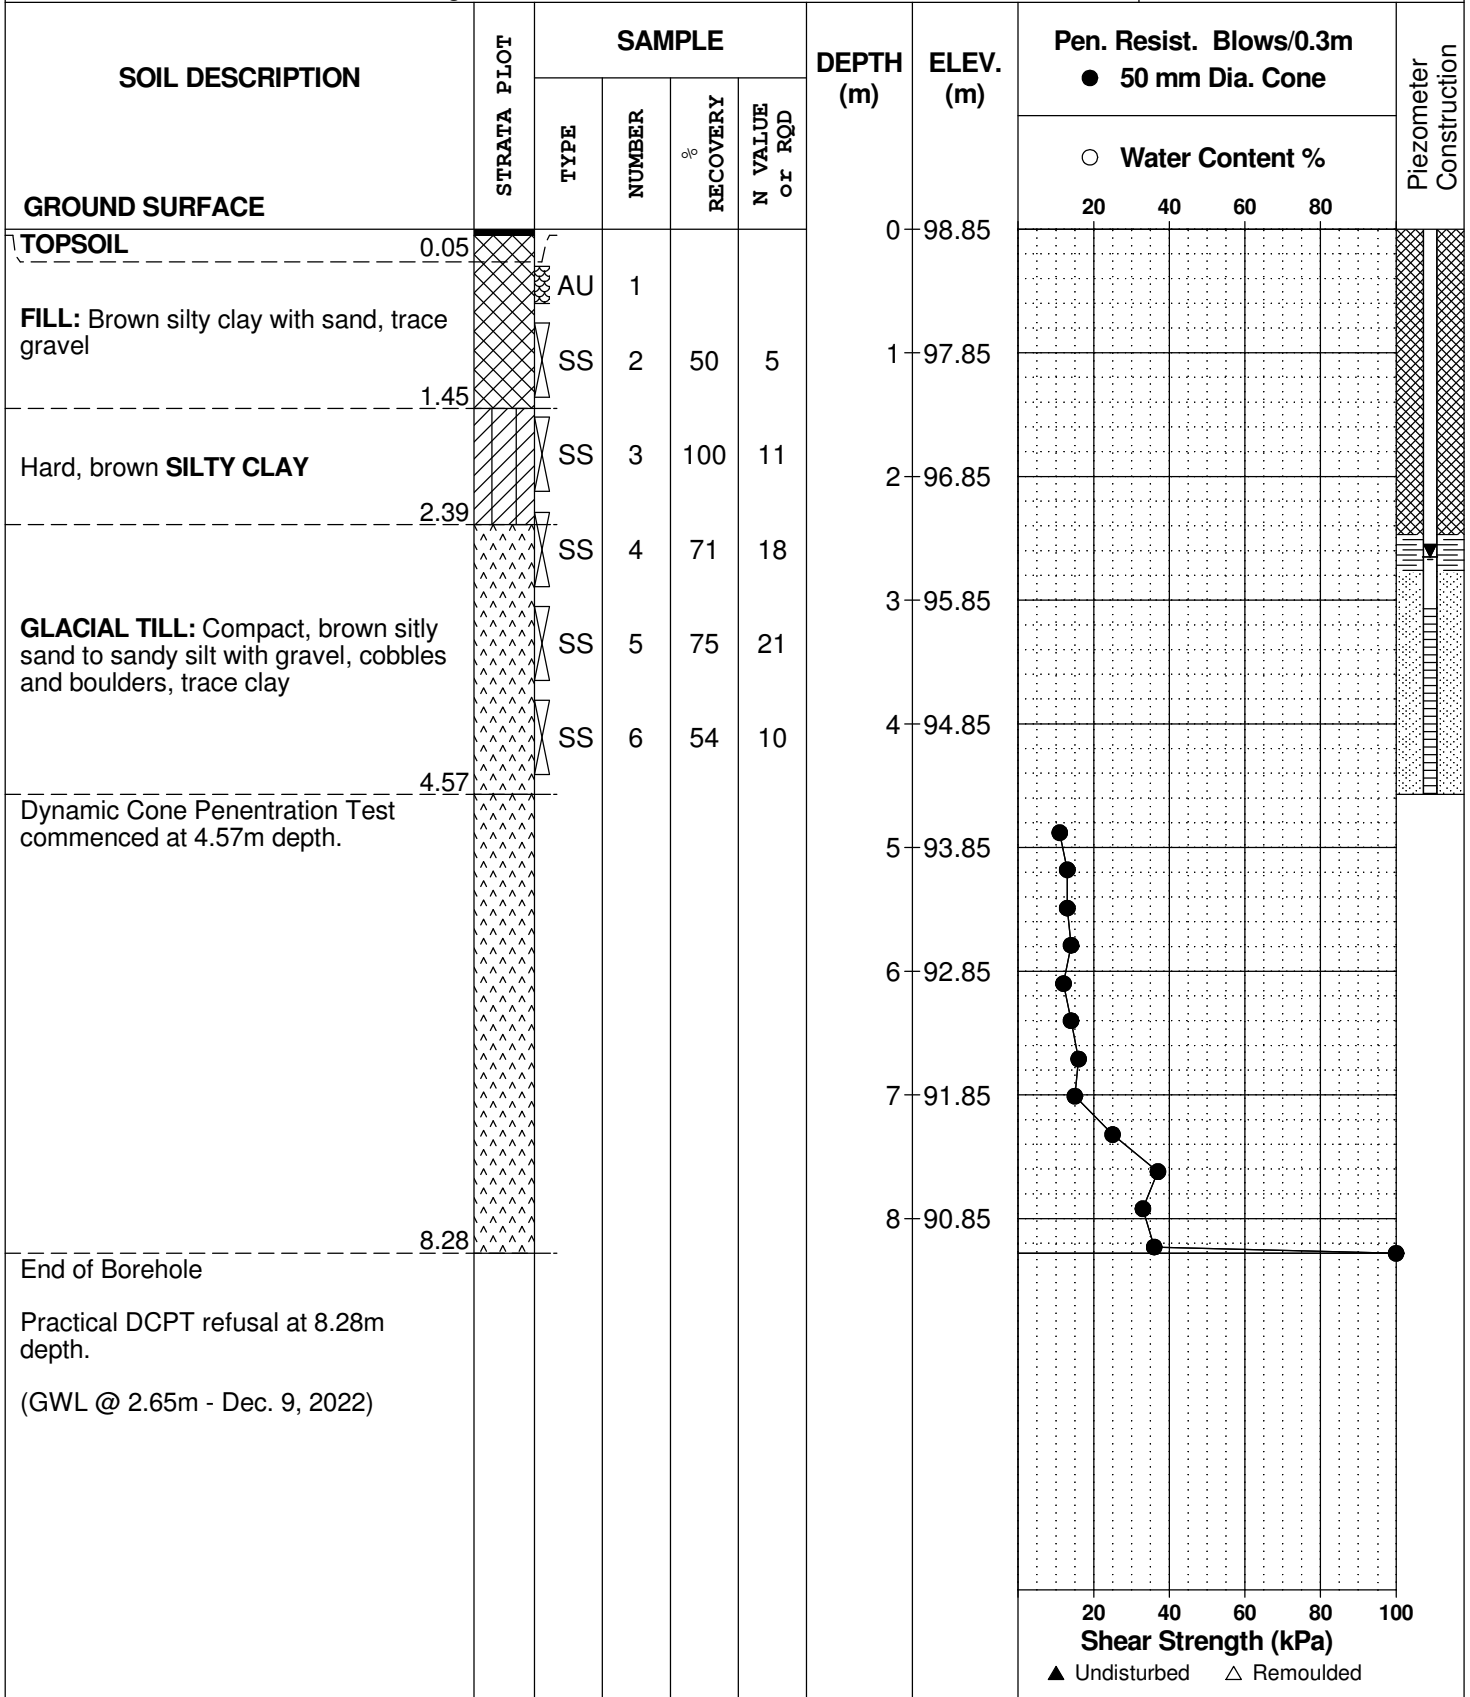 SOIL DESCRIPTION
GROUND SURFACE
STRATA PLOT
SAMPLE
TYPE
NUMBER
%
RECOVERY
N VALUE
or RQD
DEPTH
(m)
ELEV.
(m)
Pen. Resist. Blows/0.3m
● 50 mm Dia. Cone
○ Water Content %
20 40 60 80
Piezometer
Construction
0 98.85
TOPSOIL 0.05
AU 1
FILL: Brown silty clay with sand, trace
gravel
SS 2 50 5
1 97.85
1.45
Hard, brown SILTY CLAY
SS 3 100 11
2 96.85
2.39
SS 4 71 18
3 95.85
GLACIAL TILL: Compact, brown sitly
sand to sandy silt with gravel, cobbles
and boulders, trace clay
SS 5 75 21
4 94.85
SS 6 54 10
4.57
Dynamic Cone Penentration Test
commenced at 4.57m depth.
5 93.85
6 92.85
7 91.85
8 90.85
8.28
End of Borehole
Practical DCPT refusal at 8.28m
depth.
(GWL @ 2.65m - Dec. 9, 2022)
20 40 60 80 100
Shear Strength (kPa)
▲ Undisturbed △ Remoulded